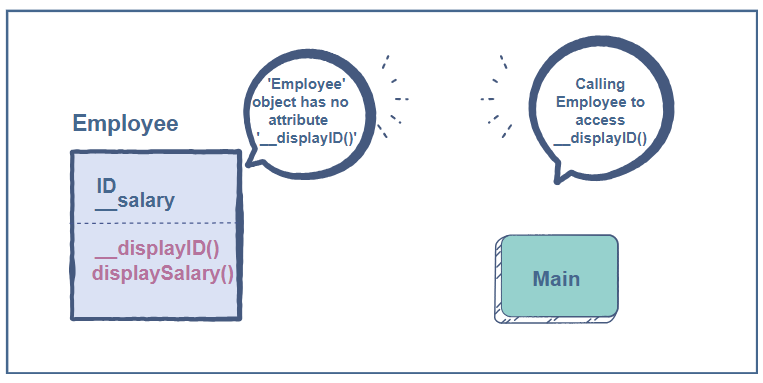 Employee
ID
__salary
__displayID()
displaySalary()
'Employee'
object has no
attribute
'__displayID()'
Calling
Employee to
access
__displayID()
Main